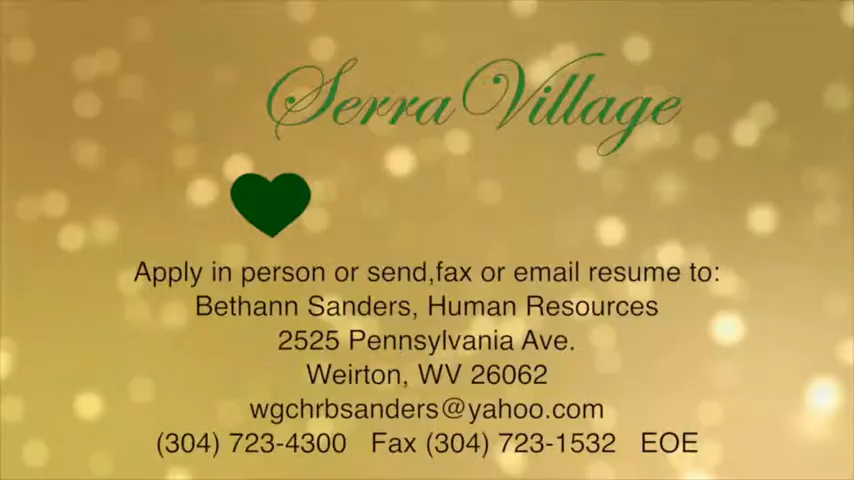 Serra Village
Apply in person or send,fax or email resume to:
Bethann Sanders, Human Resources
2525 Pennsylvania Ave.
Weirton, WV 26062
wgchrbsanders@yahoo.com
(304) 723-4300 Fax (304) 723-1532 EOE